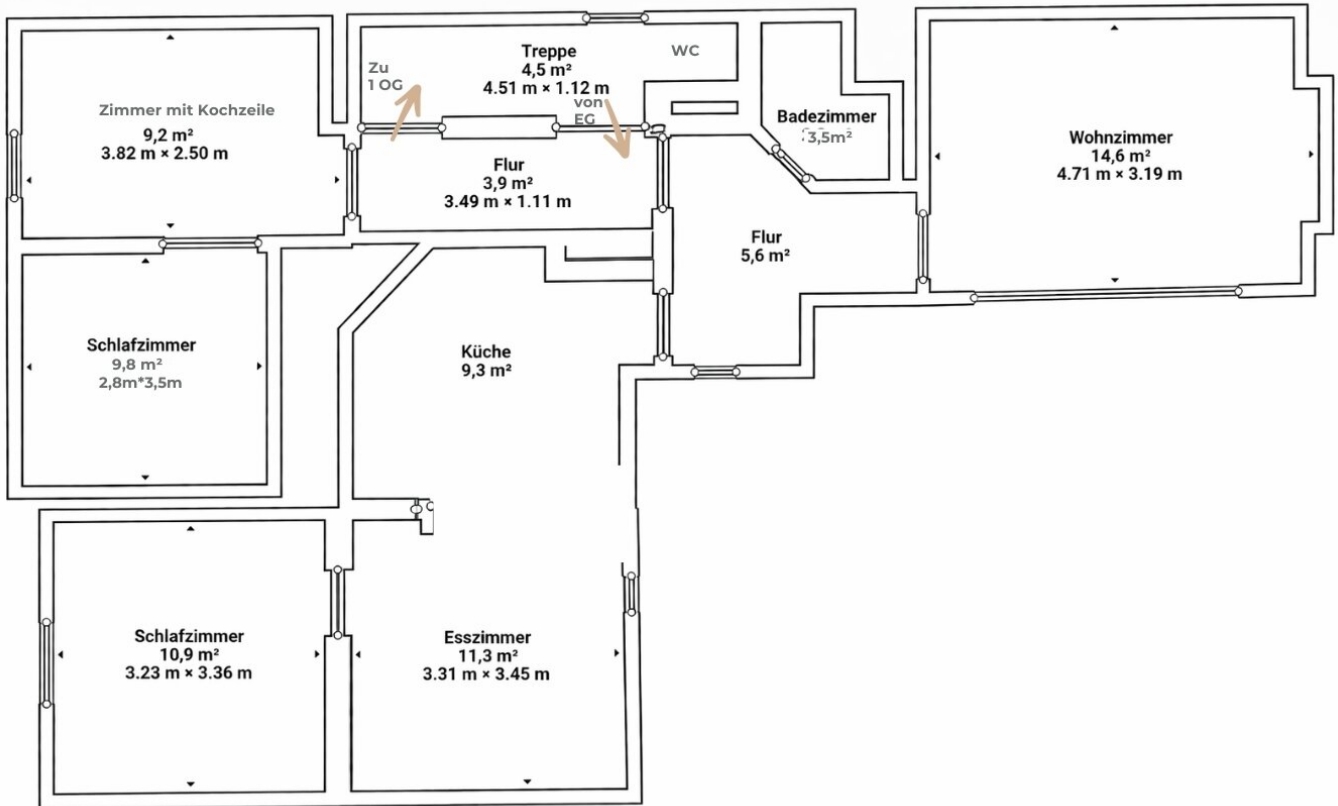 Zimmer mit Kochzeile
9,2 m²
3.82 m × 2.50 m
Zu
1 OG
Treppe
4,5 m²
4.51 m × 1.12 m
WC
von
EG
Flur
3,9 m²
3.49 m × 1.11 m
Badezimmer
3,5m²
Wohnzimmer
14,6 m²
4.71 m × 3.19 m
Flur
5,6 m²
Schlafzimmer
9,8 m²
2,8m*3,5m
Küche
9,3 m²
Schlafzimmer
10,9 m²
3.23 m × 3.36 m
Esszimmer
11,3 m²
3.31 m × 3.45 m